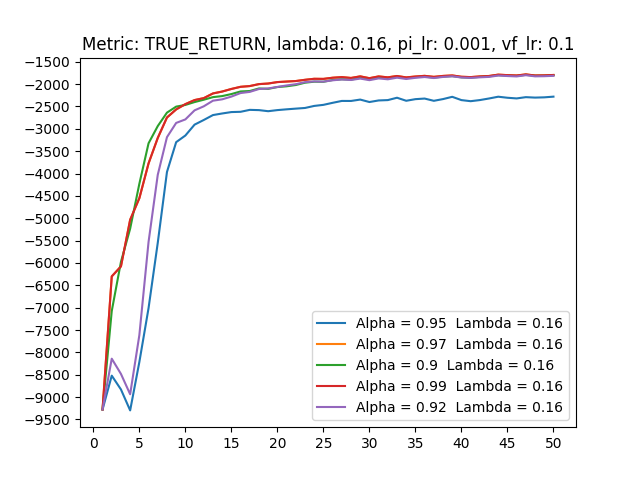 Metric: TRUE_RETURN, lambda: 0.16, pi_lr: 0.001, vf_lr: 0.1
−1500
−2000
−2500
−3000
−3500
−4000
−4500
−5000
−5500
−6000
−6500
−7000
−7500
−8000
−8500
−9000
−9500
Alpha = 0.95  Lambda = 0.16
Alpha = 0.97  Lambda = 0.16
Alpha = 0.9  Lambda = 0.16
Alpha = 0.99  Lambda = 0.16
Alpha = 0.92  Lambda = 0.16
0 5 10 15 20 25 30 35 40 45 50